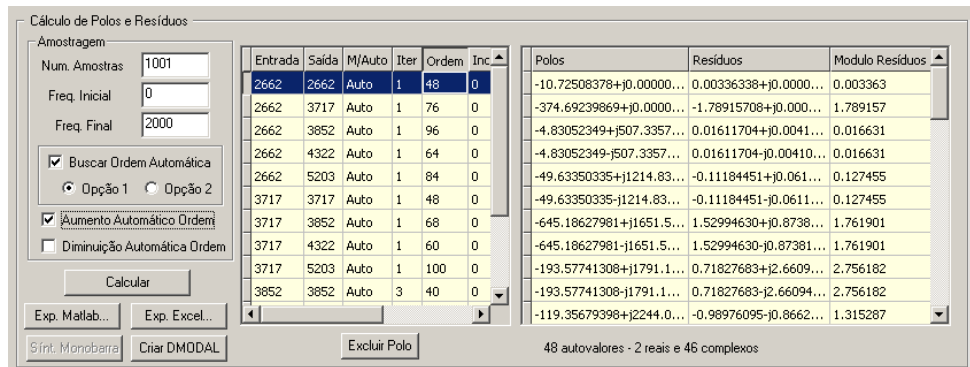 Cálculo de Polos e Resíduos
Amostragem
Num. Amostras 1001
Freq. Inicial 0
Freq. Final 2000
Buscar Ordem Automática
Opção 1 Opção 2
Aumento Automático Ordem
Diminuição Automática Ordem
Calcular
Exp. Matlab... Exp. Excel...
Sínt. Monobarra Criar DMODAL
Entrada Saída M/Auto Iter Ordem Inc
2662 2662 Auto 1 48 0
2662 3717 Auto 1 76 0
2662 3852 Auto 1 96 0
2662 4322 Auto 1 64 0
2662 5203 Auto 1 84 0
3717 3717 Auto 1 48 0
3717 3852 Auto 1 68 0
3717 4322 Auto 1 60 0
3717 5203 Auto 1 100 0
3852 3852 Auto 3 40 0
Excluir Polo
Polos Resíduos Modulo Resíduos
-10.72508378+j0.00000... 0.00336338+j0.0000... 0.003363
-374.69239869+j0.0000... -1.78915708+j0.000... 1.789157
-4.83052349+j507.3357... 0.01611704+j0.0041... 0.016631
-4.83052349-j507.3357... 0.01611704-j0.00410... 0.016631
-49.63350335+j1214.83... -0.11184451+j0.061... 0.127455
-49.63350335-j1214.83... -0.11184451-j0.0611... 0.127455
-645.18627981+j1651.5... 1.52994630+j0.8738... 1.761901
-645.18627981-j1651.5... 1.52994630-j0.87381... 1.761901
-193.57741308+j1791.1... 0.71827683+j2.6609... 2.756182
-193.57741308-j1791.1... 0.71827683-j2.66094... 2.756182
-119.35679398+j2244.0... -0.98976095-j0.8662... 1.315287
48 autovalores - 2 reais e 46 complexos